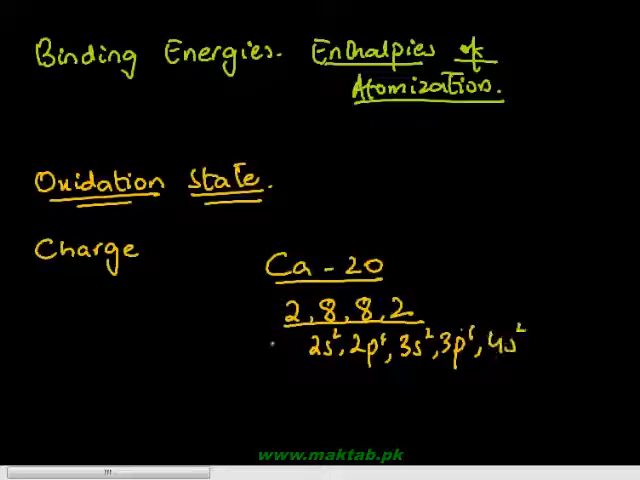 Binding Energies. Enthalpies of
Atomization.
Oxidation State.
Charge
Ca - 20
2, 8, 8, 2
2s², 2p⁶, 3s², 3p⁶, 4s²
www.maktab.pk